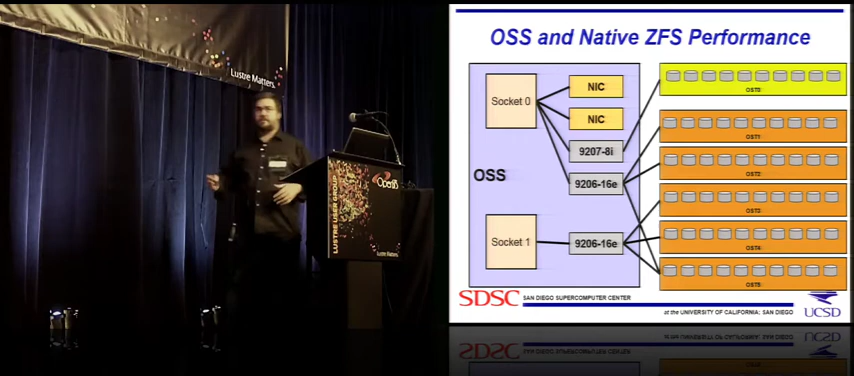 Lustre Matters.
OpenSFS
LUSTRE USER GROUP
Lustre Matters.
OSS and Native ZFS Performance
OSS
Socket 0
NIC
NIC
9207-8i
9206-16e
Socket 1
9206-16e
OST0
OST1
OST2
OST3
OST4
OST5
SDSC
SAN DIEGO SUPERCOMPUTER CENTER
at the UNIVERSITY OF CALIFORNIA; SAN DIEGO
UCSD